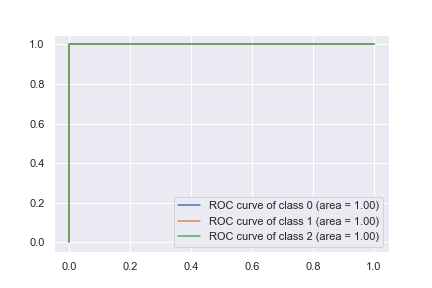 1.0
0.8
0.6
0.4
0.2
0.0
ROC curve of class 0 (area = 1.00)
ROC curve of class 1 (area = 1.00)
ROC curve of class 2 (area = 1.00)
0.0 0.2 0.4 0.6 0.8 1.0